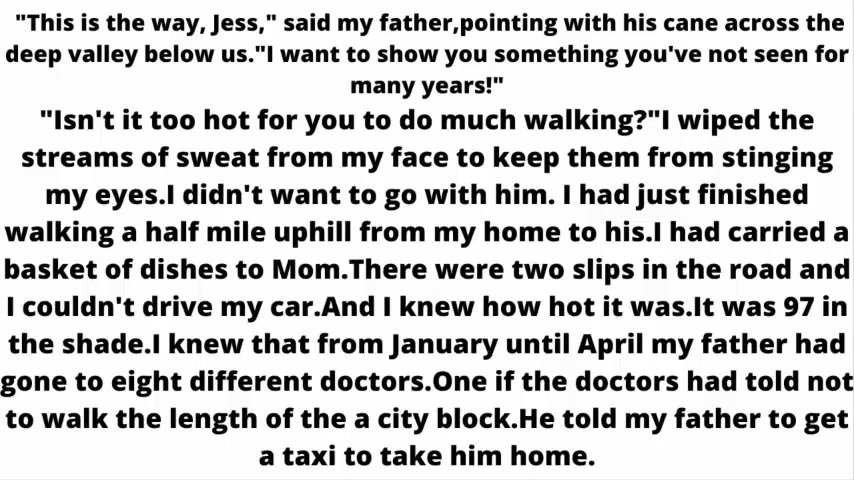 "This is the way, Jess," said my father,pointing with his cane across the
deep valley below us."I want to show you something you've not seen for
many years!"
"Isn't it too hot for you to do much walking?"I wiped the
streams of sweat from my face to keep them from stinging
my eyes.I didn't want to go with him. I had just finished
walking a half mile uphill from my home to his.I had carried a
basket of dishes to Mom.There were two slips in the road and
I couldn't drive my car.And I knew how hot it was.It was 97 in
the shade.I knew that from January until April my father had
gone to eight different doctors.One if the doctors had told not
to walk the length of the a city block.He told my father to get
a taxi to take him home.